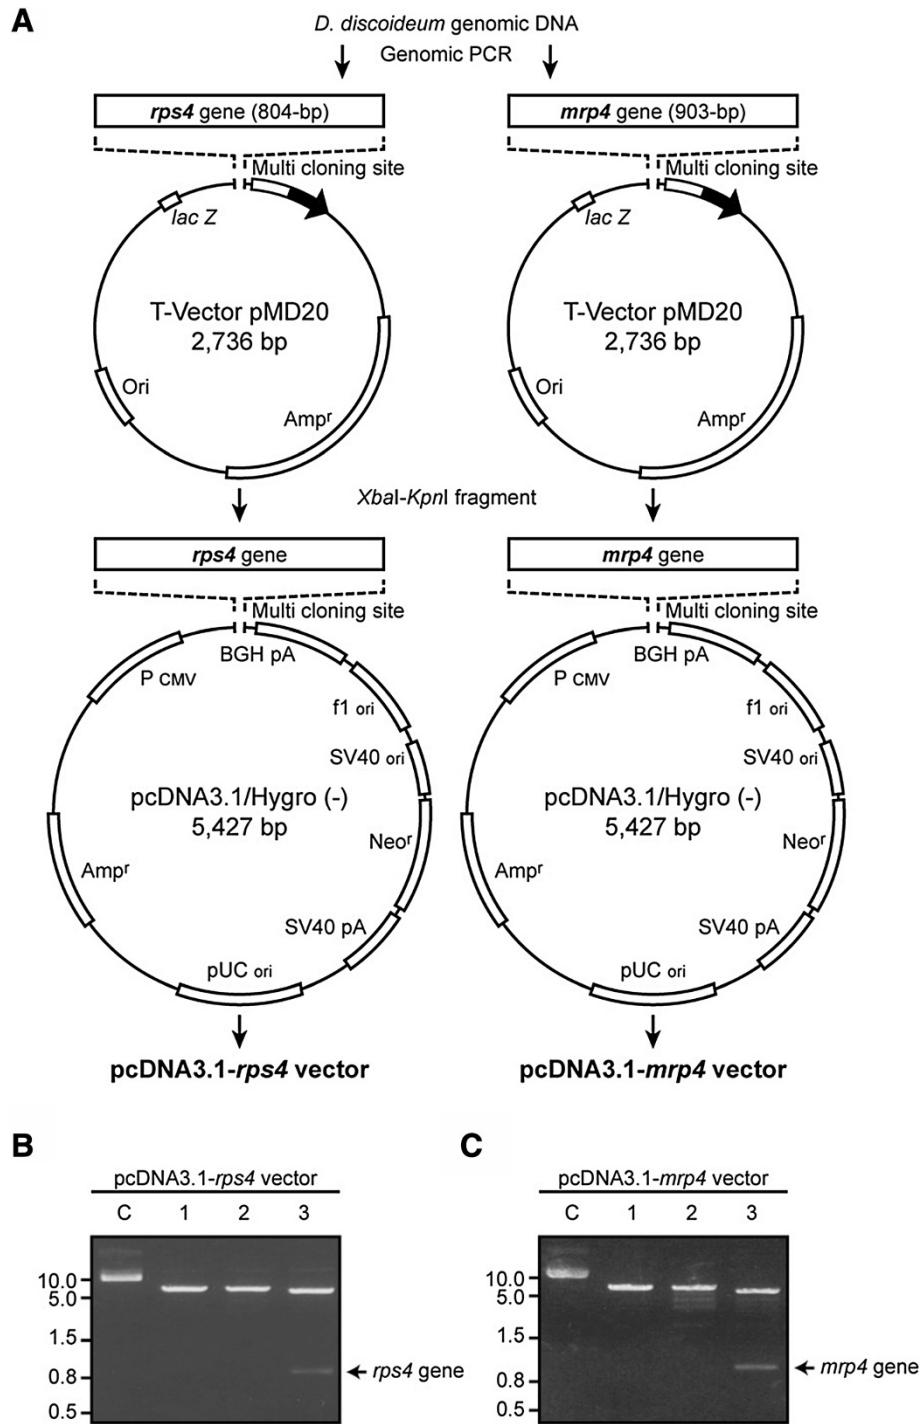 A
D. discoideum genomic DNA
Genomic PCR
rps4 gene (804-bp)
mrp4 gene (903-bp)
Multi cloning site
Multi cloning site
lac Z
lac Z
T-Vector pMD20
2,736 bp
T-Vector pMD20
2,736 bp
Ori
Ampr
Ori
Ampr
XbaI-KpnI fragment
rps4 gene
mrp4 gene
Multi cloning site
Multi cloning site
BGH pA
BGH pA
P CMV
P CMV
f1 ori
f1 ori
SV40 ori
SV40 ori
pcDNA3.1/Hygro (-)
5,427 bp
pcDNA3.1/Hygro (-)
5,427 bp
Neor
Neor
Ampr
Ampr
SV40 pA
SV40 pA
pUC ori
pUC ori
pcDNA3.1-rps4 vector
pcDNA3.1-mrp4 vector
B
pcDNA3.1-rps4 vector
C 1 2 3
10.0
5.0
1.5
0.8
0.5
rps4 gene
C
pcDNA3.1-mrp4 vector
C 1 2 3
10.0
5.0
1.5
0.8
0.5
mrp4 gene